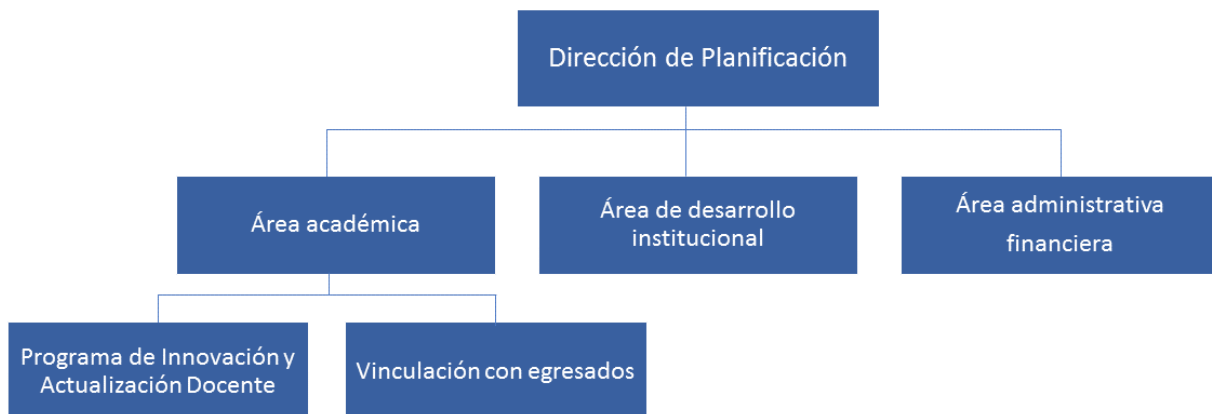 Dirección de Planificación
Área académica
Área de desarrollo
institucional
Área administrativa
financiera
Programa de Innovación y
Actualización Docente
Vinculación con egresados